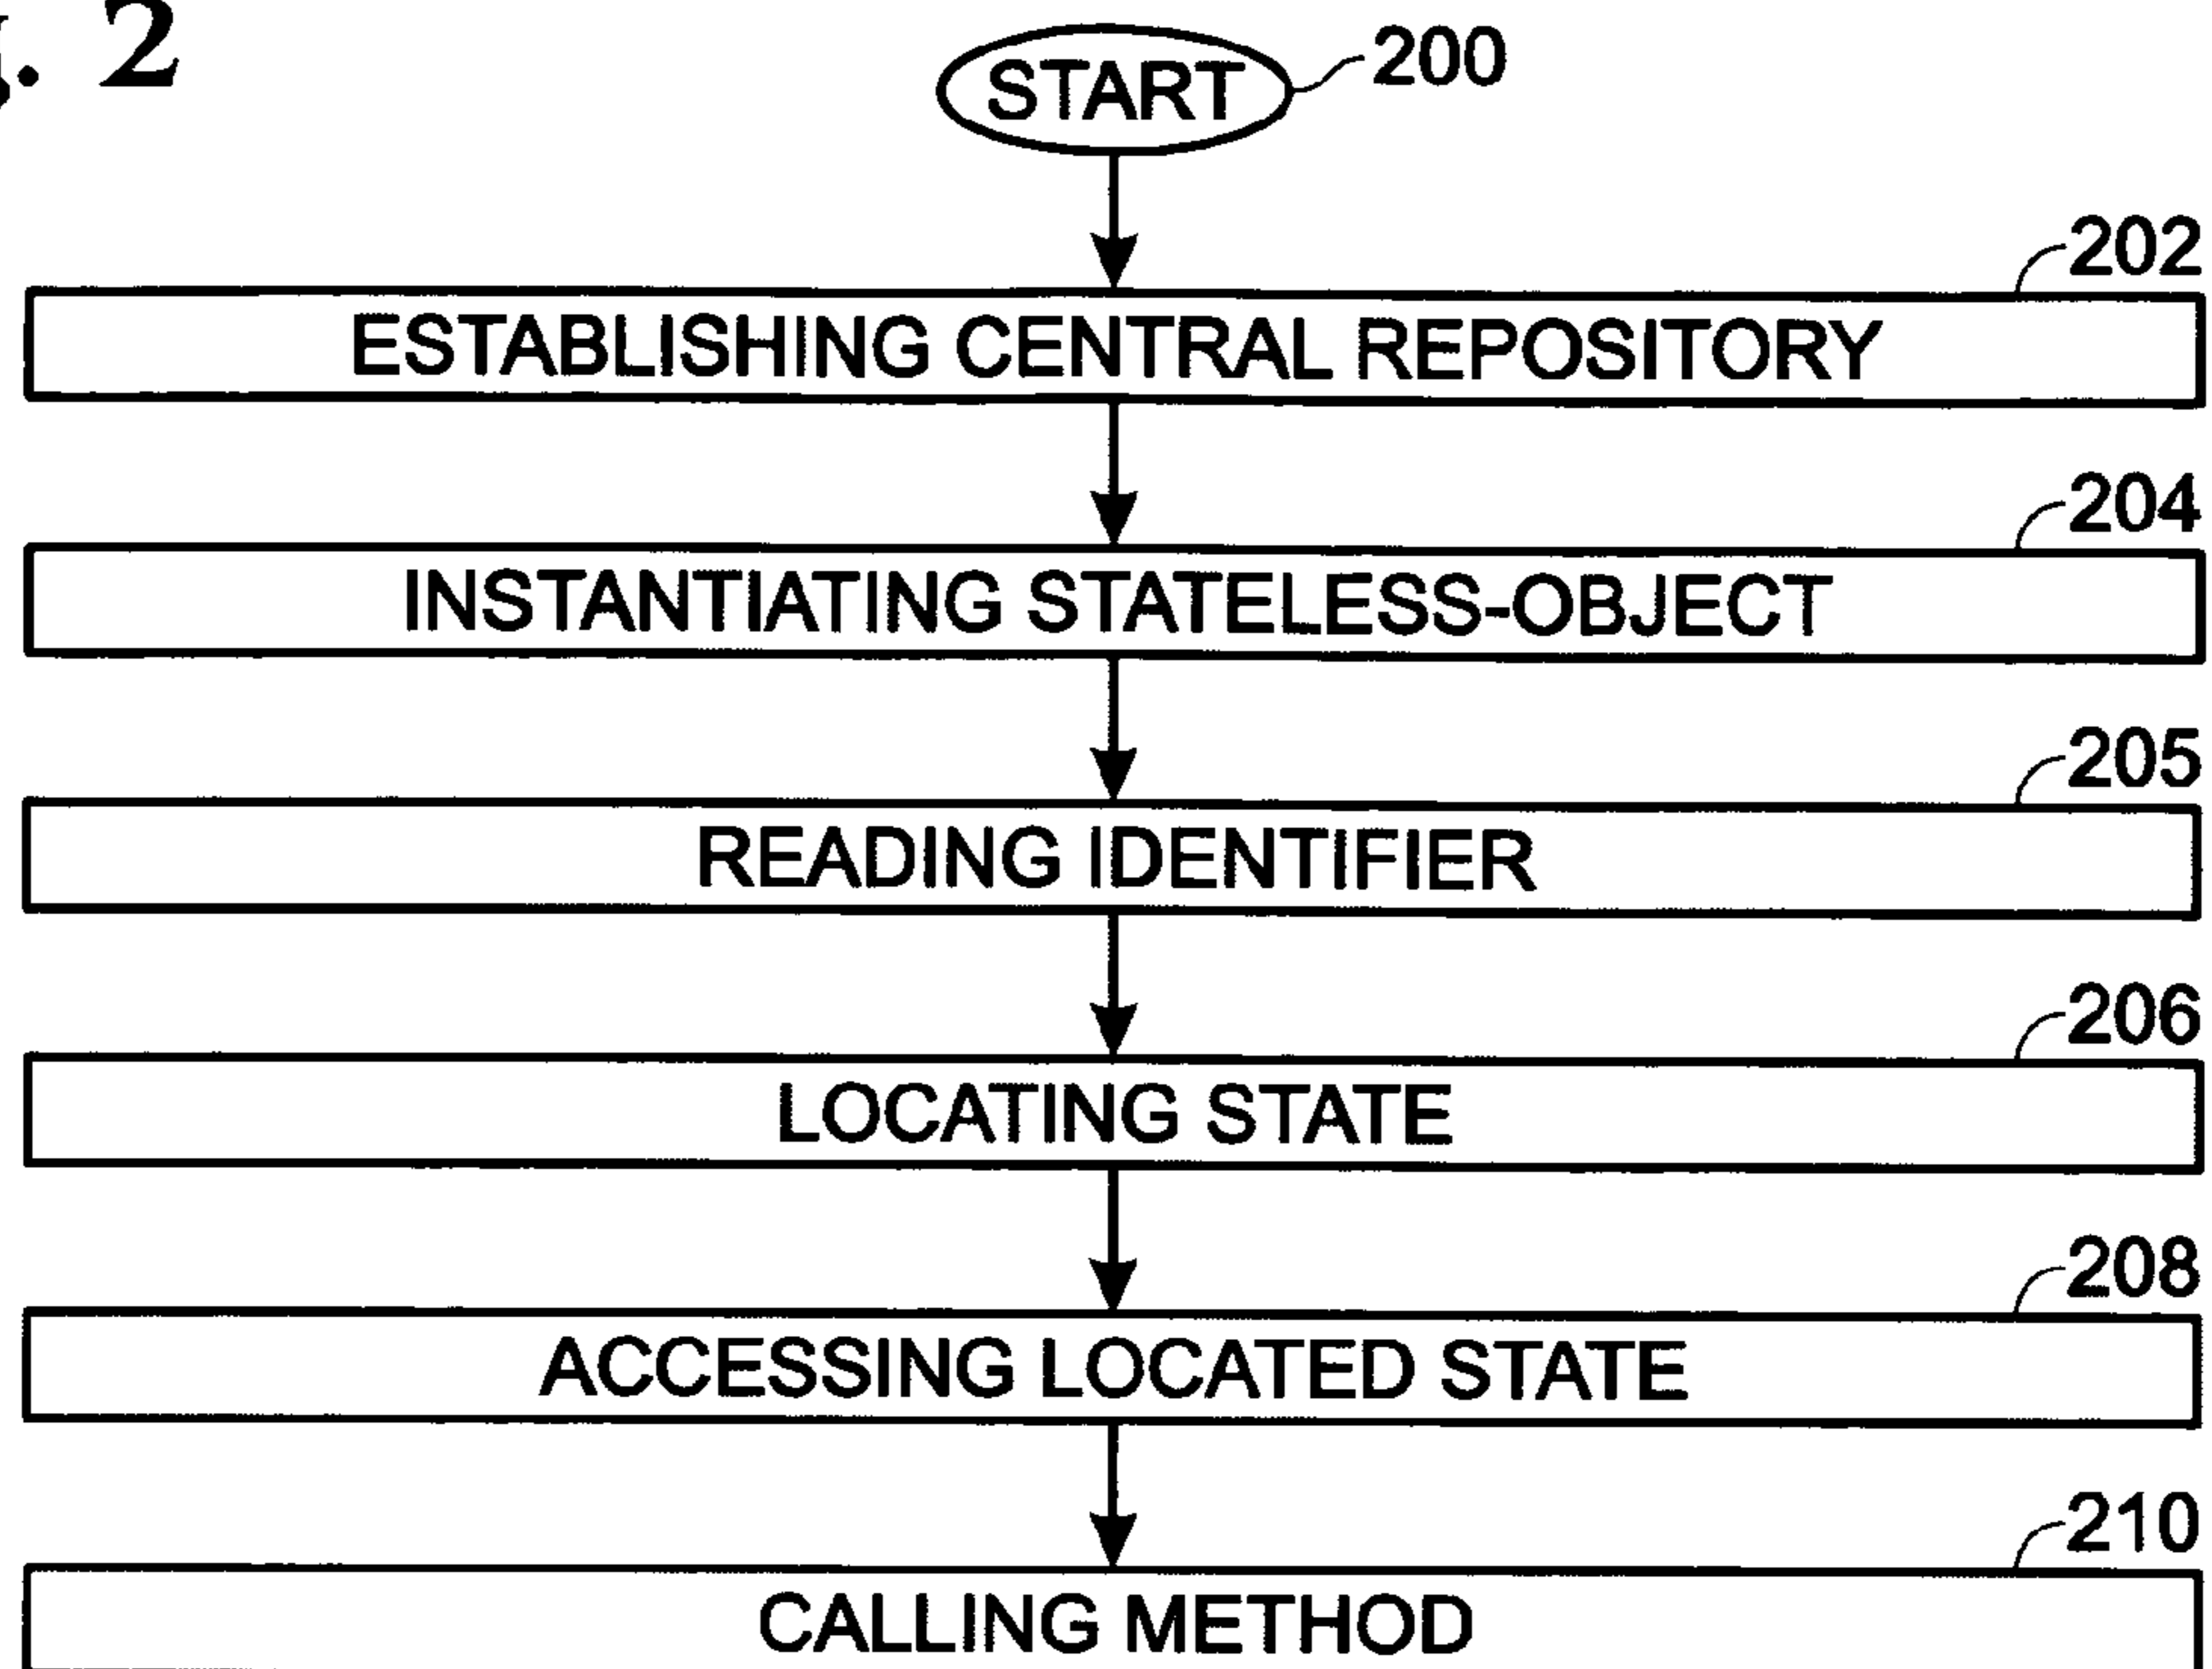 . 2
START 200
202
ESTABLISHING CENTRAL REPOSITORY
204
INSTANTIATING STATELESS-OBJECT
205
READING IDENTIFIER
206
LOCATING STATE
208
ACCESSING LOCATED STATE
210
CALLING METHOD